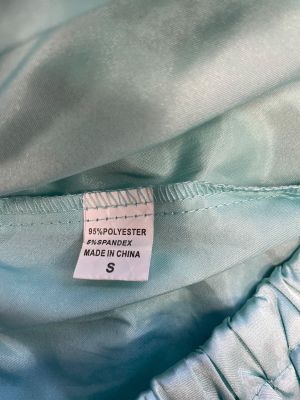 95%POLYESTER
5%SPANDEX
MADE IN CHINA
S